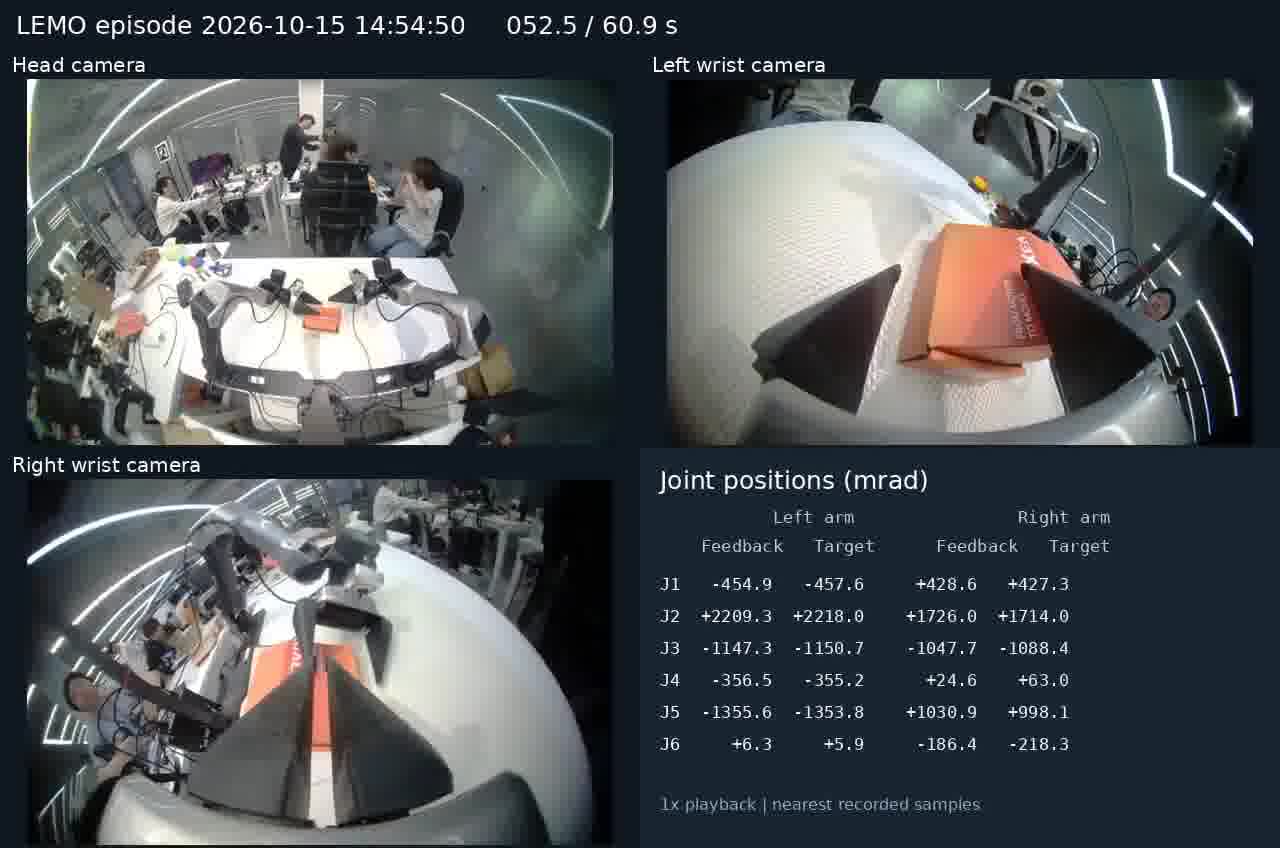 LEMO episode 2026-10-15 14:54:50 052.5 / 60.9 s
Head camera
Left wrist camera
Right wrist camera
Joint positions (mrad)
Left arm Right arm
Feedback Target Feedback Target
J1 -454.9 -457.6 +428.6 +427.3
J2 +2209.3 +2218.0 +1726.0 +1714.0
J3 -1147.3 -1150.7 -1047.7 -1088.4
J4 -356.5 -355.2 +24.6 +63.0
J5 -1355.6 -1353.8 +1030.9 +998.1
J6 +6.3 +5.9 -186.4 -218.3
1x playback | nearest recorded samples